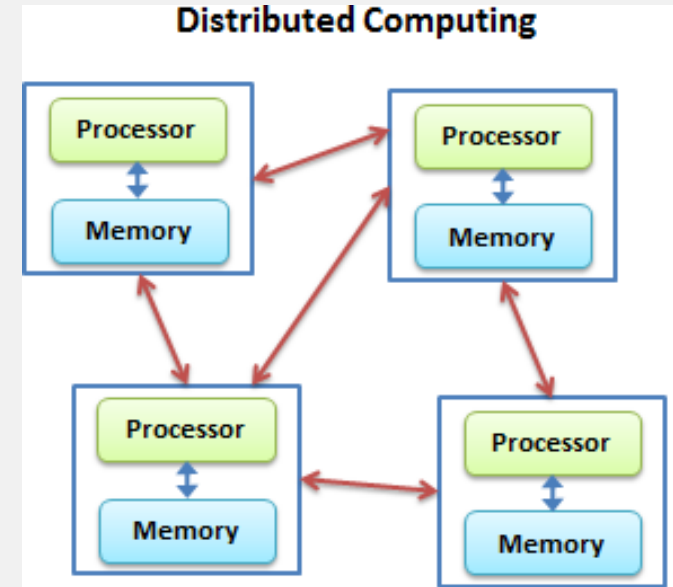 Distributed Computing
Processor
Memory
Processor
Memory
Processor
Memory
Processor
Memory